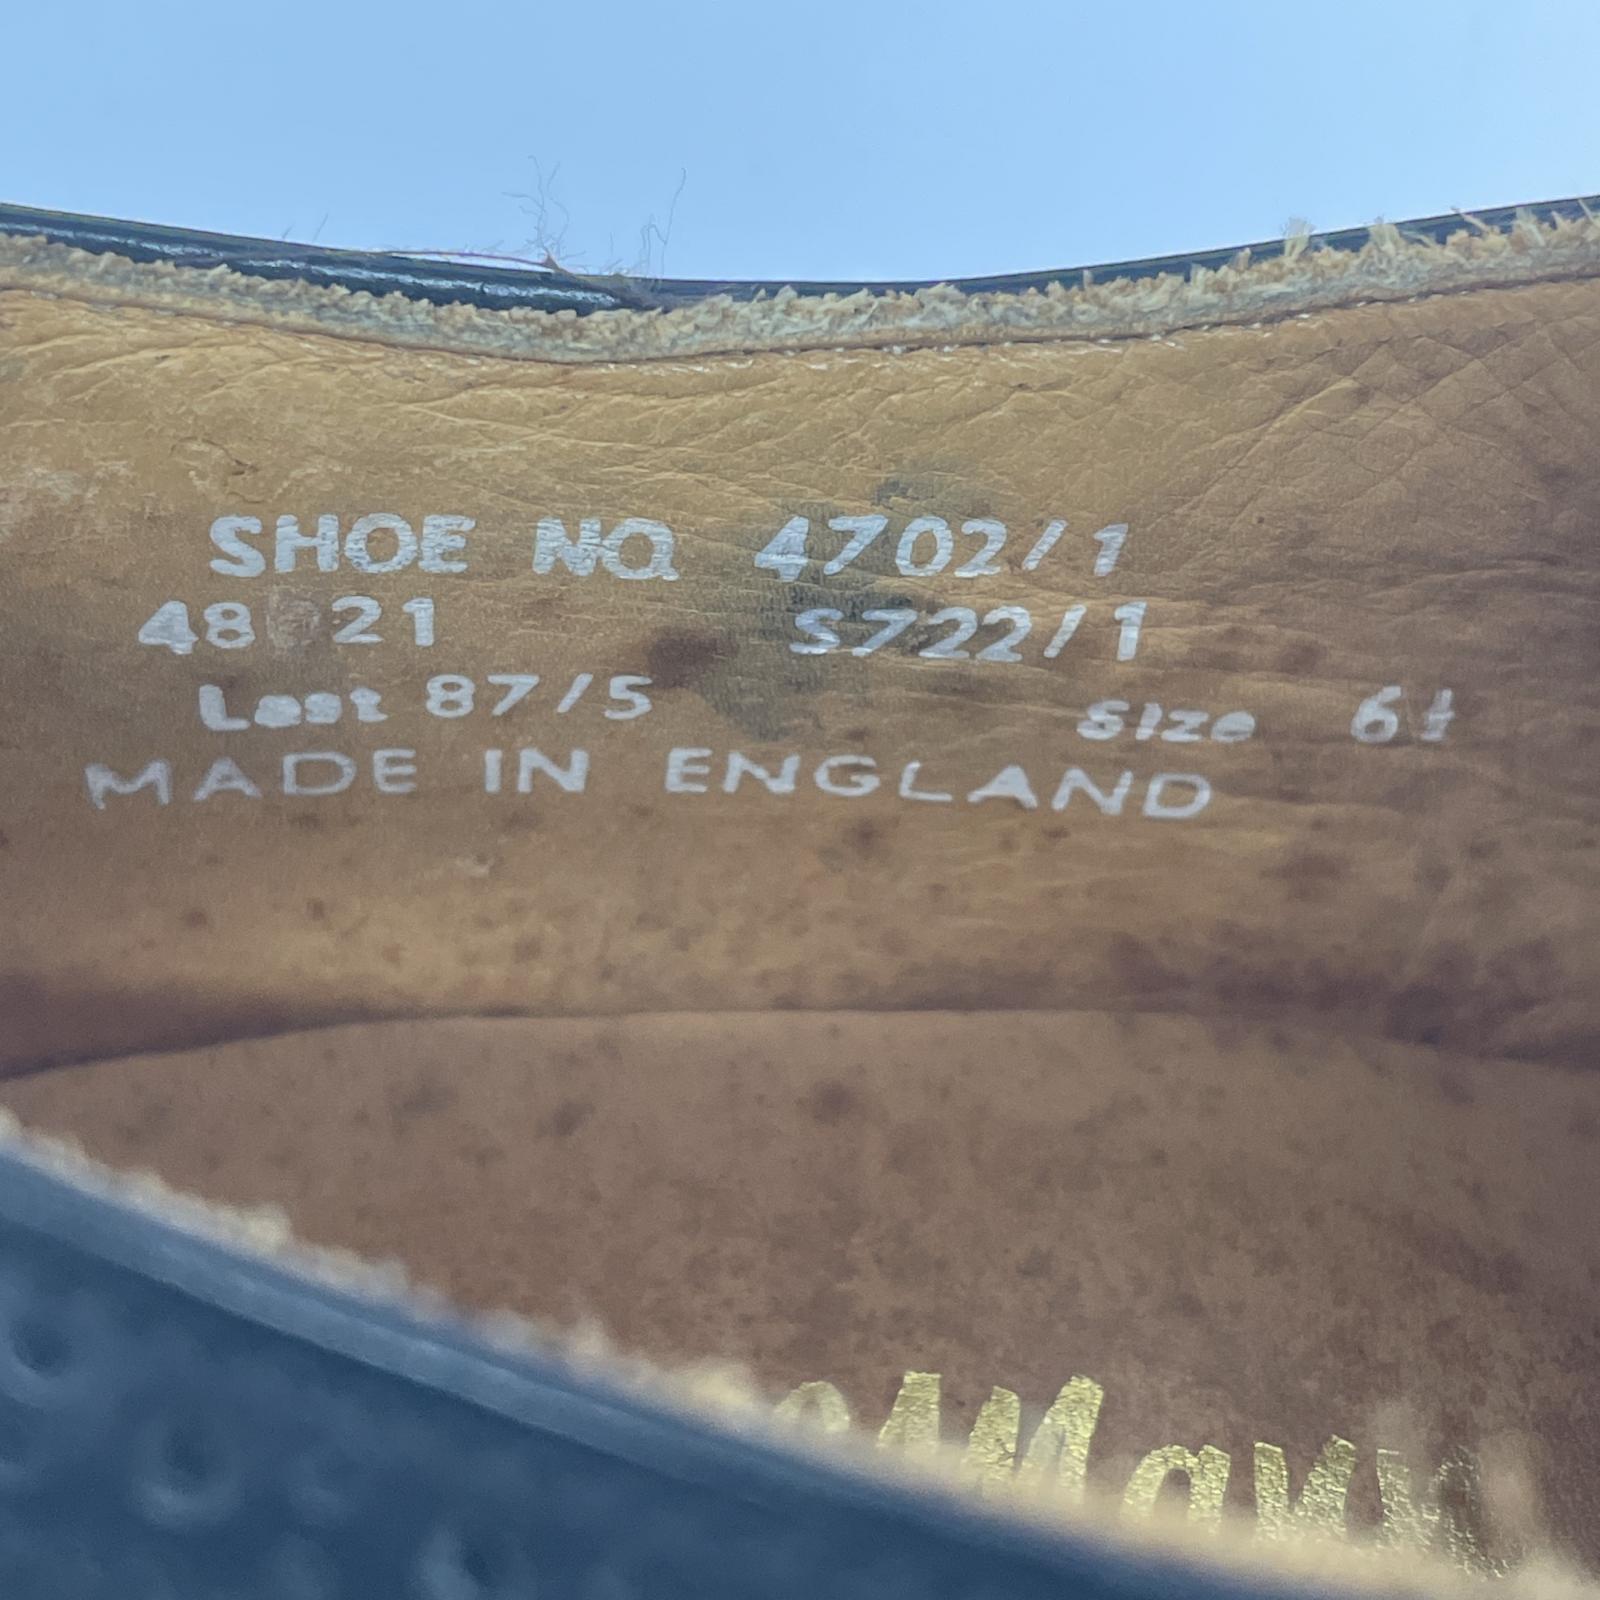 SHOE NO 4702/1
48 21 S722/1
Last 87/5 Size 6½
MADE IN ENGLAND